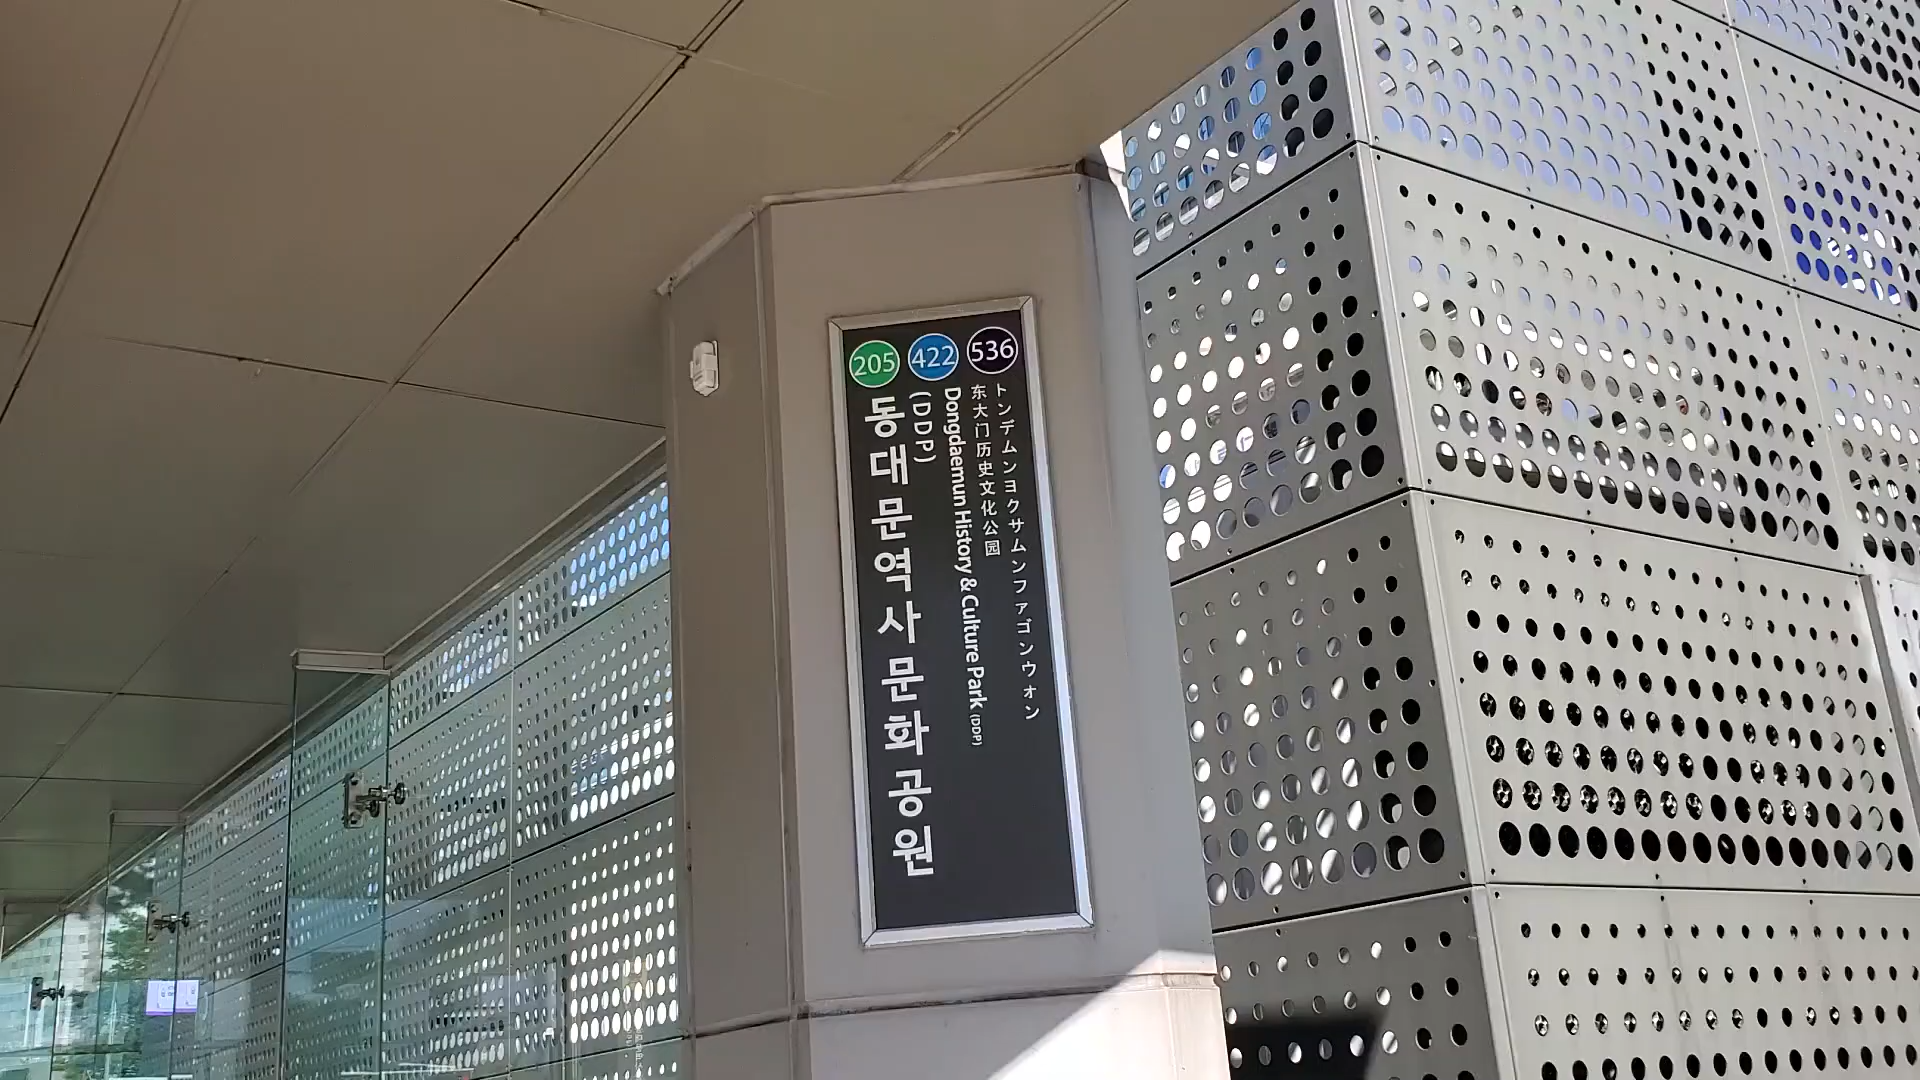 205 422 536
동대문역사문화공원
(DDP)
Dongdaemun History & Culture Park (DDP)
东大门历史文化公园
トンデムンヨクサムンファゴンウォン